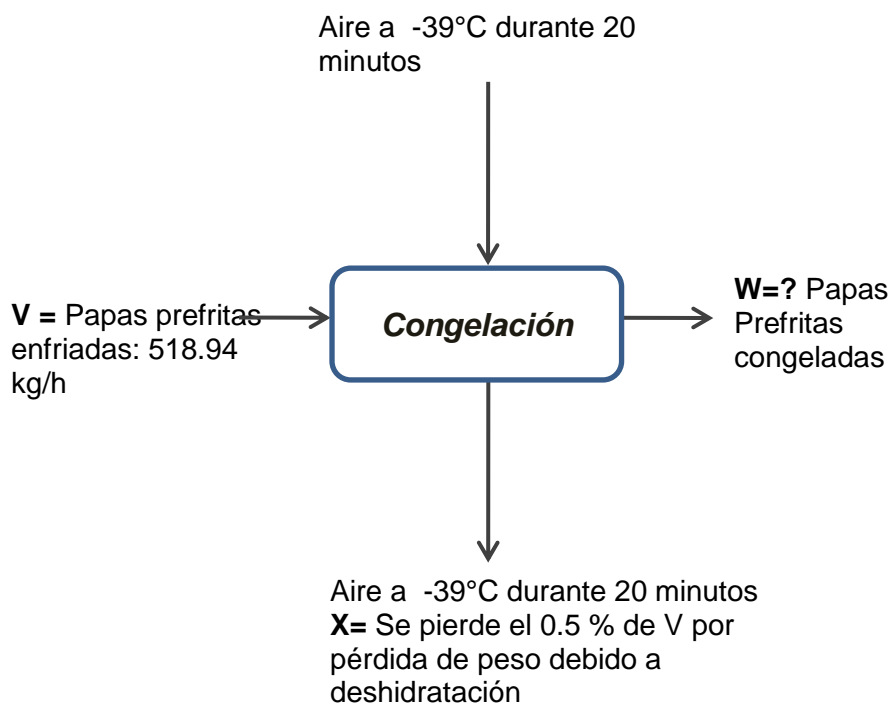 Aire a -39°C durante 20
minutos
V = Papas prefritas
enfriadas: 518.94
kg/h
Congelación
W=? Papas
Prefritas
congeladas
Aire a -39°C durante 20 minutos
X= Se pierde el 0.5 % de V por
pérdida de peso debido a
deshidratación